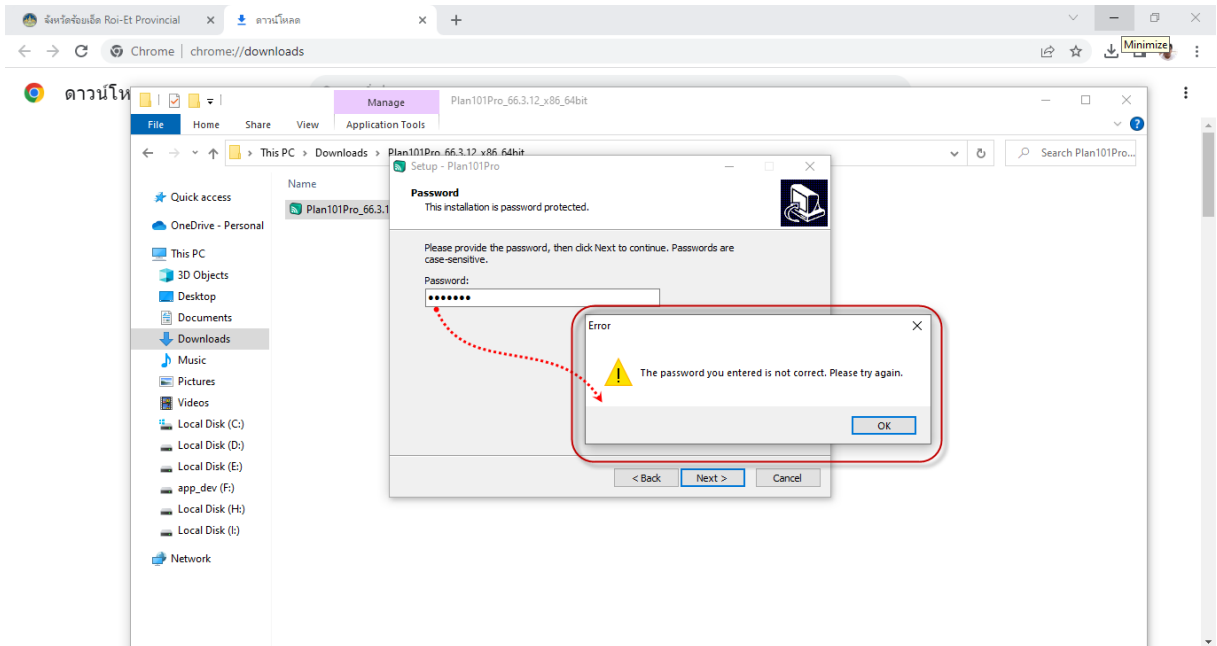 จังหวัดร้อยเอ็ด Roi-Et Provincial
ดาวน์โหลด
Minimize
Chrome | chrome://downloads
ดาวน์โห
Manage
Plan101Pro_66.3.12_x86_64bit
File Home Share View Application Tools
This PC > Downloads > Plan101Pro_66.3.12_x86_64bit
Search Plan101Pro...
Name
Plan101Pro_66.3.1
Quick access
OneDrive - Personal
This PC
3D Objects
Desktop
Documents
Downloads
Music
Pictures
Videos
Local Disk (C:)
Local Disk (D:)
Local Disk (E:)
app_dev (F:)
Local Disk (H:)
Local Disk (I:)
Network
Setup - Plan101Pro
Password
This installation is password protected.
Please provide the password, then click Next to continue. Passwords are
case-sensitive.
Password:
•••••••
< Back Next > Cancel
Error
The password you entered is not correct. Please try again.
OK